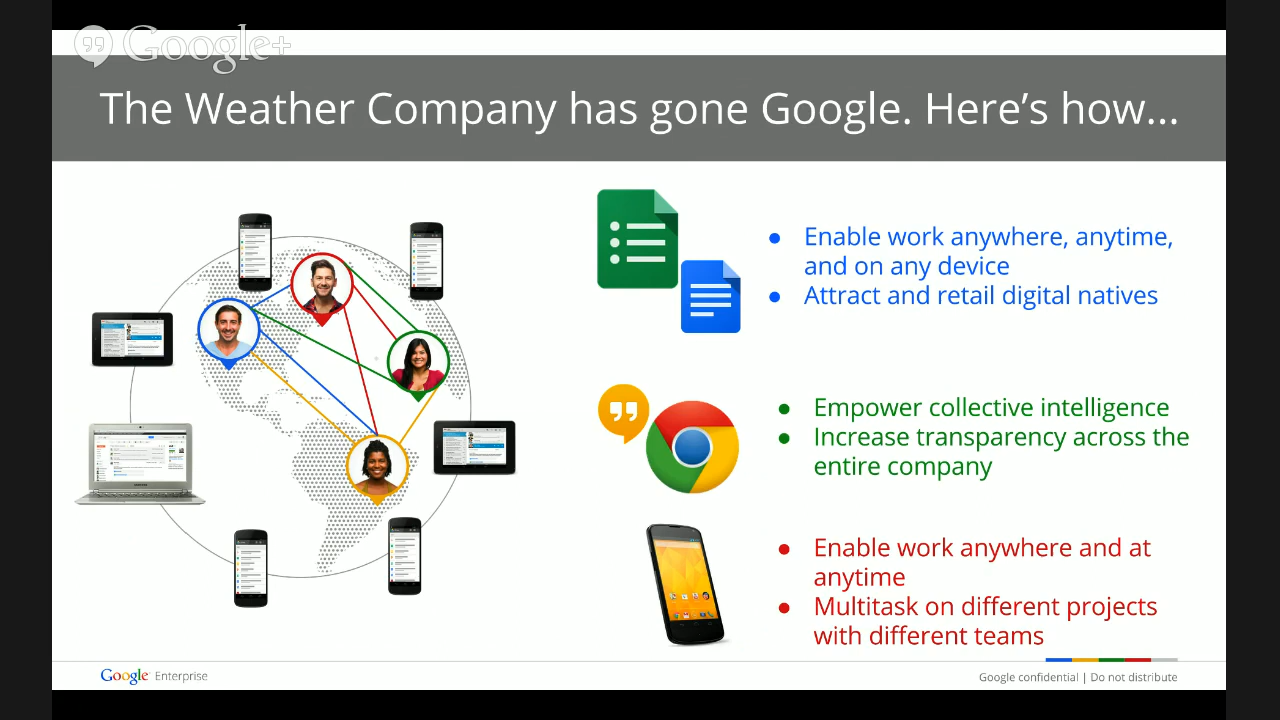 Google+
The Weather Company has gone Google. Here's how...
● Enable work anywhere, anytime,
and on any device
● Attract and retail digital natives
● Empower collective intelligence
● Increase transparency across the
entire company
● Enable work anywhere and at
anytime
● Multitask on different projects
with different teams
Google Enterprise
Google confidential | Do not distribute